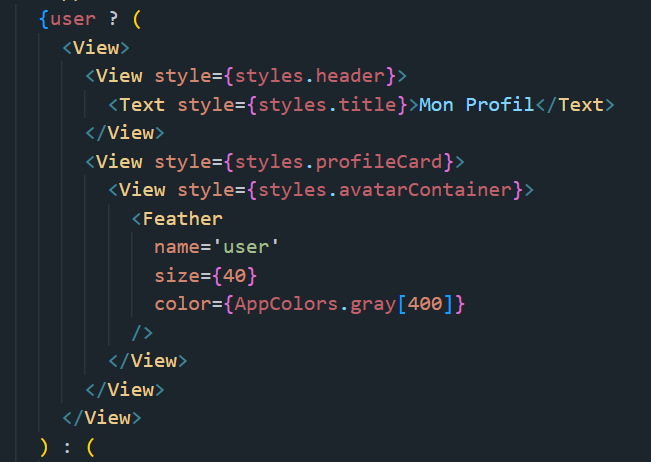 {user ? (
<View>
<View style={styles.header}>
<Text style={styles.title}>Mon Profil</Text>
</View>
<View style={styles.profileCard}>
<View style={styles.avatarContainer}>
<Feather
name='user'
size={40}
color={AppColors.gray[400]}
/>
</View>
</View>
</View>
) : (